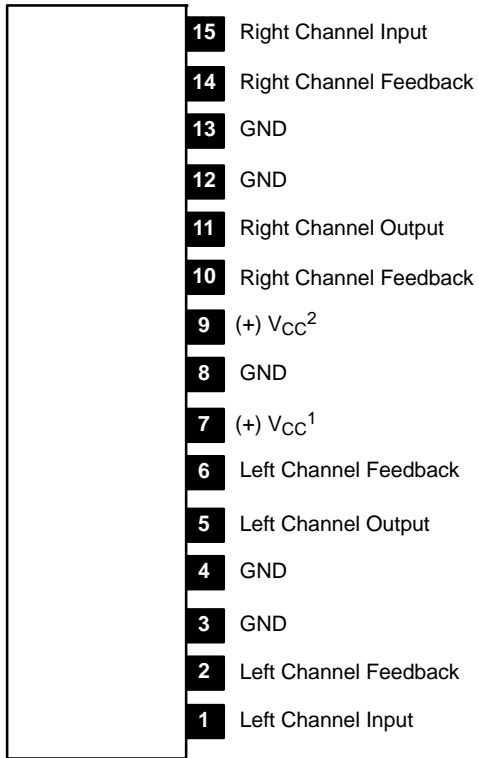 15 Right Channel Input
14 Right Channel Feedback
13 GND
12 GND
11 Right Channel Output
10 Right Channel Feedback
9 (+) VCC2
8 GND
7 (+) VCC1
6 Left Channel Feedback
5 Left Channel Output
4 GND
3 GND
2 Left Channel Feedback
1 Left Channel Input